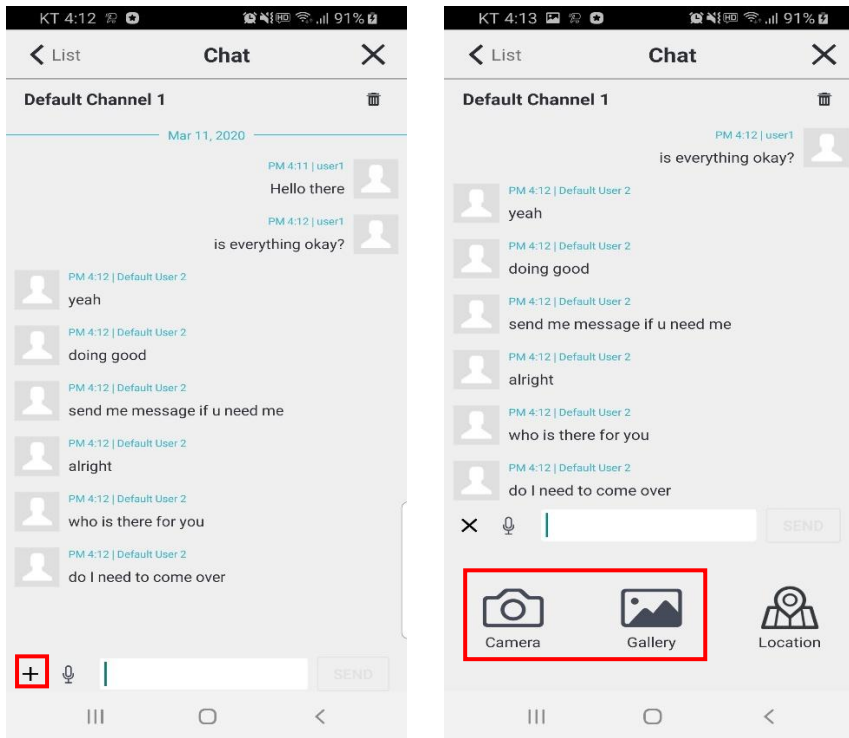 KT 4:12 91%
List Chat
Default Channel 1
Mar 11, 2020
PM 4:11 | user1
Hello there
PM 4:12 | user1
is everything okay?
PM 4:12 | Default User 2
yeah
PM 4:12 | Default User 2
doing good
PM 4:12 | Default User 2
send me message if u need me
PM 4:12 | Default User 2
alright
PM 4:12 | Default User 2
who is there for you
PM 4:12 | Default User 2
do I need to come over
SEND
KT 4:13 91%
List Chat
Default Channel 1
PM 4:12 | user1
is everything okay?
PM 4:12 | Default User 2
yeah
PM 4:12 | Default User 2
doing good
PM 4:12 | Default User 2
send me message if u need me
PM 4:12 | Default User 2
alright
PM 4:12 | Default User 2
who is there for you
PM 4:12 | Default User 2
do I need to come over
SEND
Camera Gallery Location